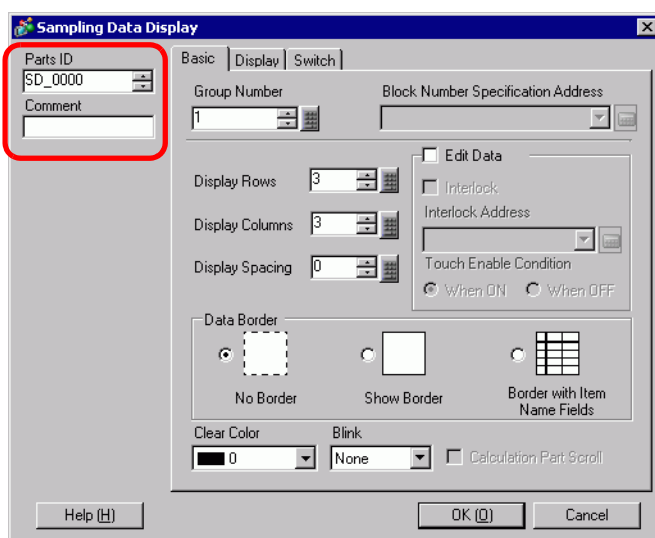 Sampling Data Display
Parts ID
SD_0000
Comment
Basic Display Switch
Group Number Block Number Specification Address
1
Edit Data
Display Rows 3
Interlock
Interlock Address
Display Columns 3
Display Spacing 0
Touch Enable Condition
When ON When OFF
Data Border
No Border Show Border Border with Item
Name Fields
Clear Color Blink
0 None Calculation Part Scroll
Help (H) OK (O) Cancel